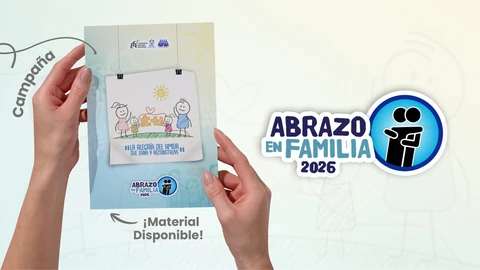 Campaña
"LA ALEGRÍA DEL AMOR
QUE SANA Y RECONSTRUYE"
ABRAZO
EN FAMILIA
2026
¡Material
Disponible!
ABRAZO
EN FAMILIA
2026